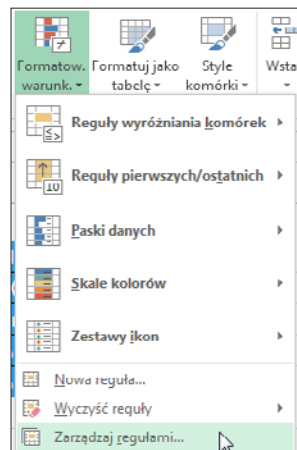 Formatow. Formatuj jako Style Wsta
warunk. tabelę komórki
Reguły wyróżniania komórek
Reguły pierwszych/ostatnich
10
Paski danych
Skale kolorów
Zestawy ikon
Nowa reguła...
Wyczyść reguły
Zarządzaj regułami...